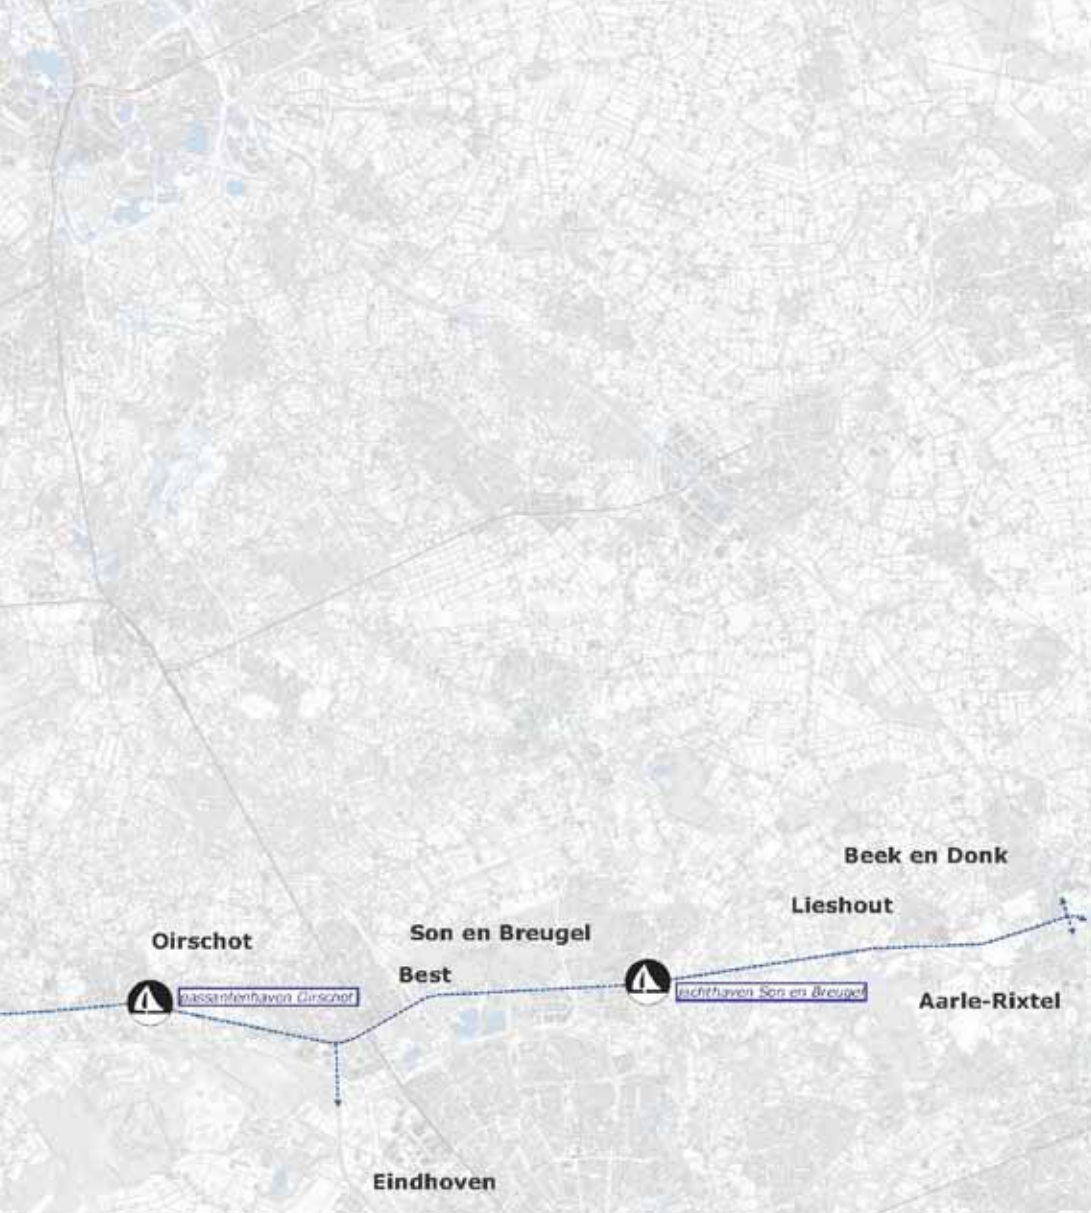 Beek en Donk
Lieshout
Son en Breugel
Oirschot
Best
passantenhaven Oirschot
jachthaven Son en Breugel
Aarle-Rixtel
Eindhoven